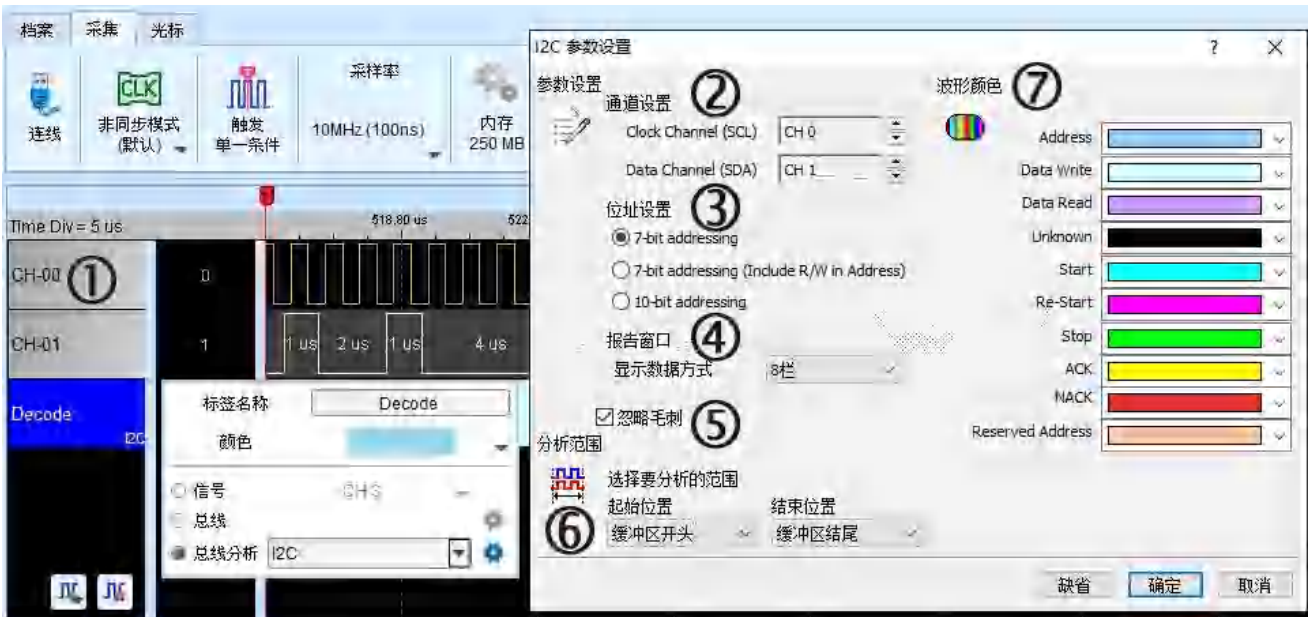 档案 采集 光标
连线
CLK
非同步模式
(默认)
触发
单一条件
采样率
10MHz (100ns)
内存
250 MB
Time Div = 5 us
518.80 us 522
CH-00 ① 0
CH-01 1 1 us 2 us 1 us 4 us
Decode
I2C
标签名称 Decode
颜色
信号 CH 0
总线
总线分析 I2C
I2C 参数设置 ? ×
参数设置
通道设置 ②
Clock Channel (SCL) CH 0
Data Channel (SDA) CH 1
位址设置 ③
7-bit addressing
7-bit addressing (Include R/W in Address)
10-bit addressing
报告窗口 ④
显示数据方式 8栏
忽略毛刺 ⑤
分析范围
选择要分析的范围
起始位置 结束位置
⑥ 缓冲区开头 缓冲区结尾
波形颜色 ⑦
Address
Data Write
Data Read
Unknown
Start
Re-Start
Stop
ACK
NACK
Reserved Address
缺省 确定 取消